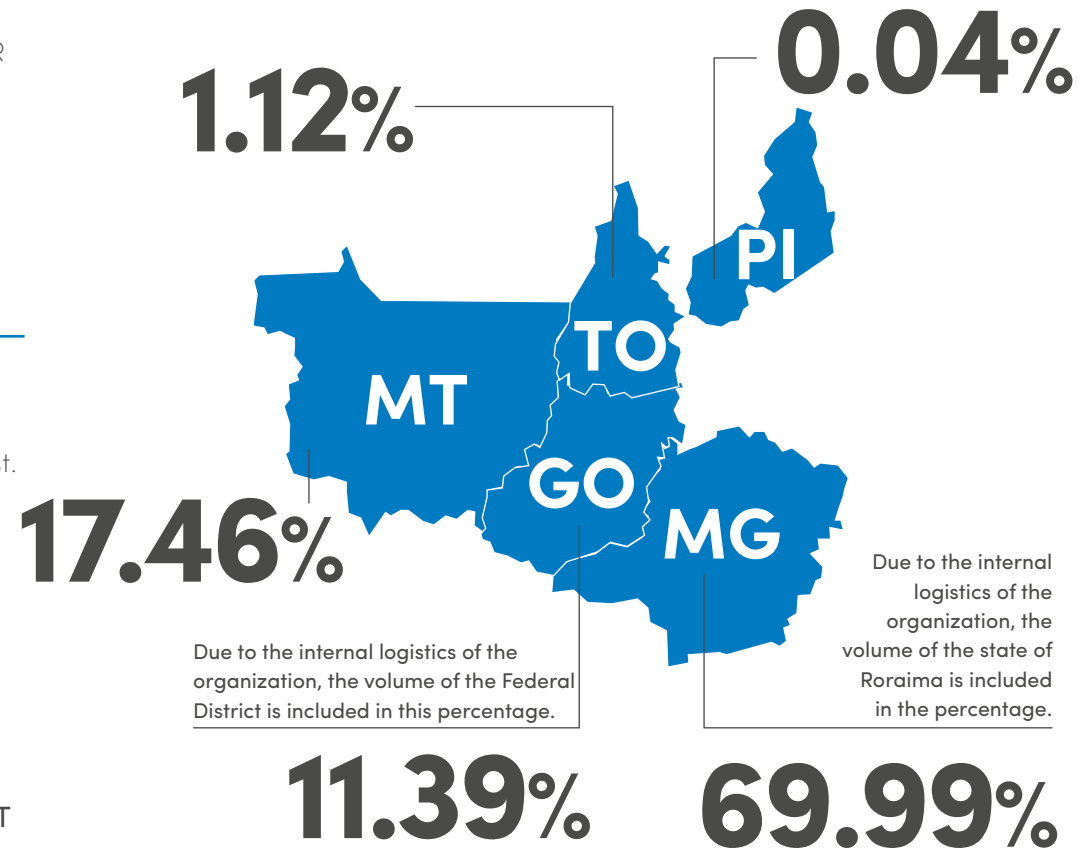 R
0.04%
1.12%
PI
TO
MT
st.
GO
17.46%
MG
Due to the internal
logistics of the
organization, the
volume of the state of
Roraima is included
in the percentage.
Due to the internal logistics of the
organization, the volume of the Federal
District is included in this percentage.
11.39%
69.99%
T